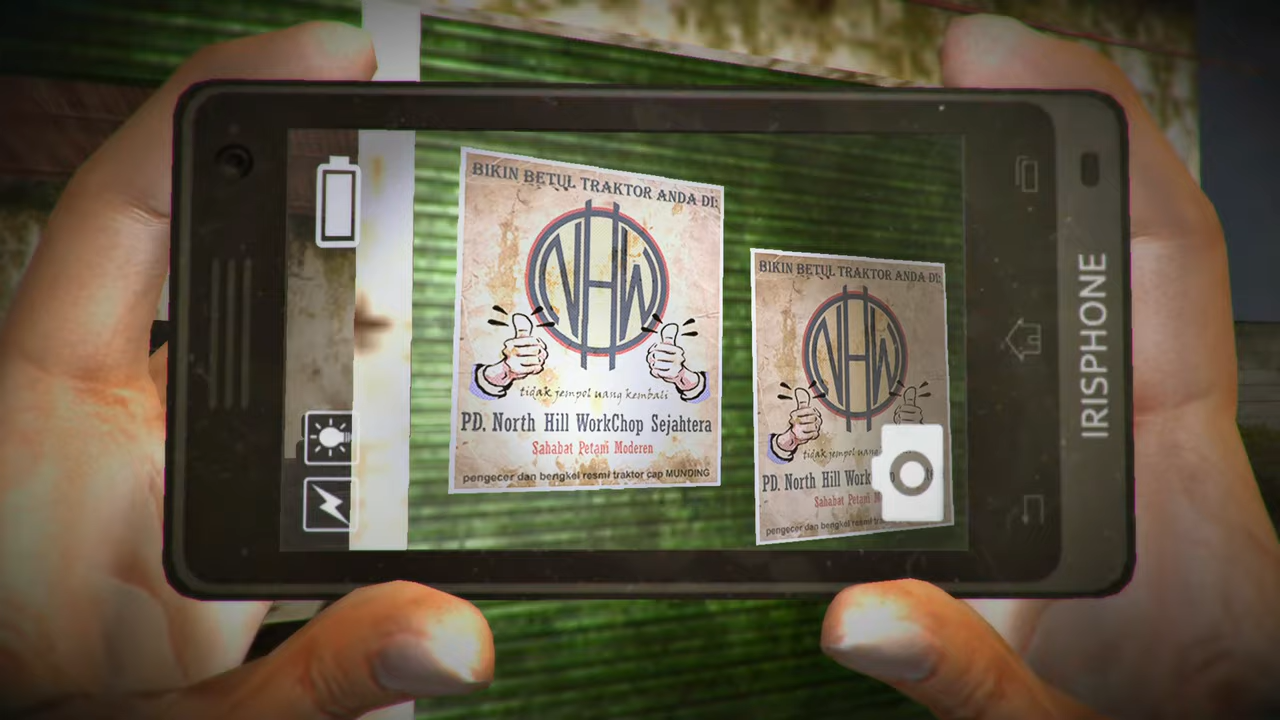 BIKIN BETUL TRAKTOR ANDA DI:
NHW
tidak jempol uang kembali
PD. North Hill WorkChop Sejahtera
Sahabat Petani Moderen
pengecer dan bengkel resmi traktor cap MUNDING
BIKIN BETUL TRAKTOR ANDA DI:
NHW
tidak jempol uang
PD. North Hill Work
Sahabat Petani
pengecer dan bengkel resmi
IRISPHONE